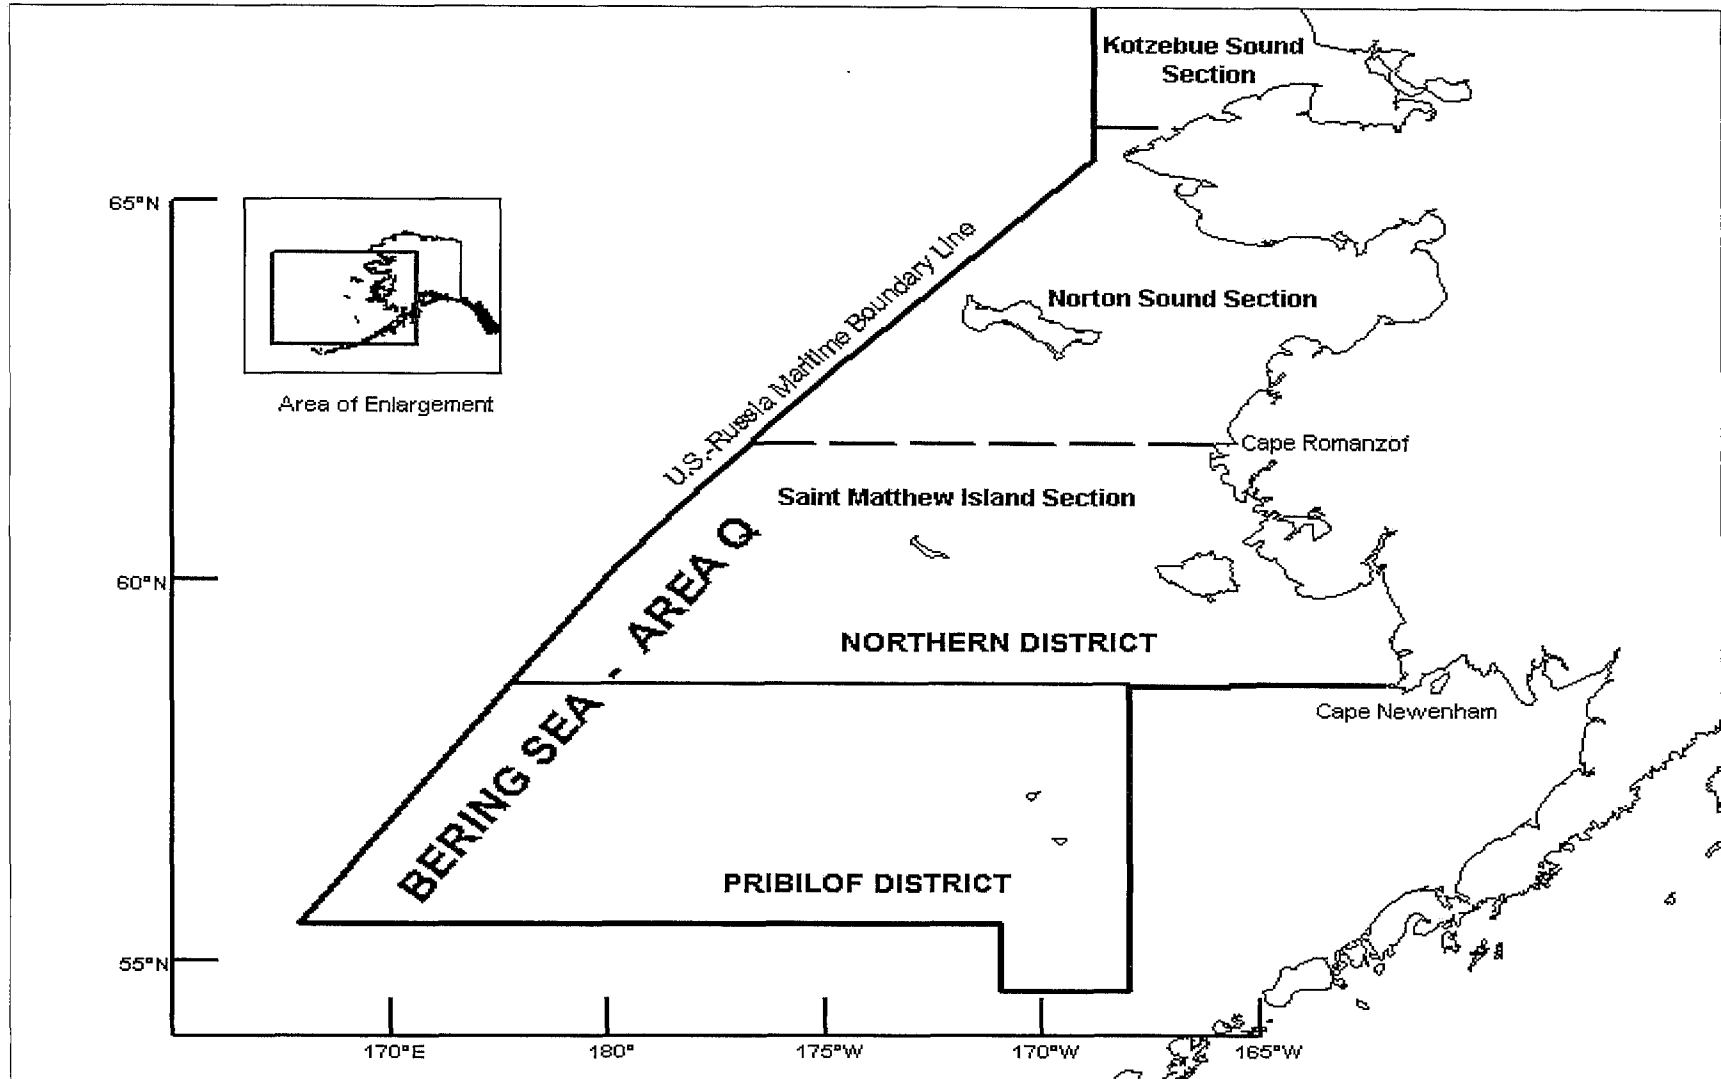 Kotzebue Sound
Section
65°N
U.S.-Russia Maritime Boundary Line
Norton Sound Section
Area of Enlargement
Cape Romanzof
Saint Matthew Island Section
BERING SEA - AREA Q
60°N
NORTHERN DISTRICT
Cape Newenham
PRIBILOF DISTRICT
55°N
170°E
180°
175°W
170°W
165°W